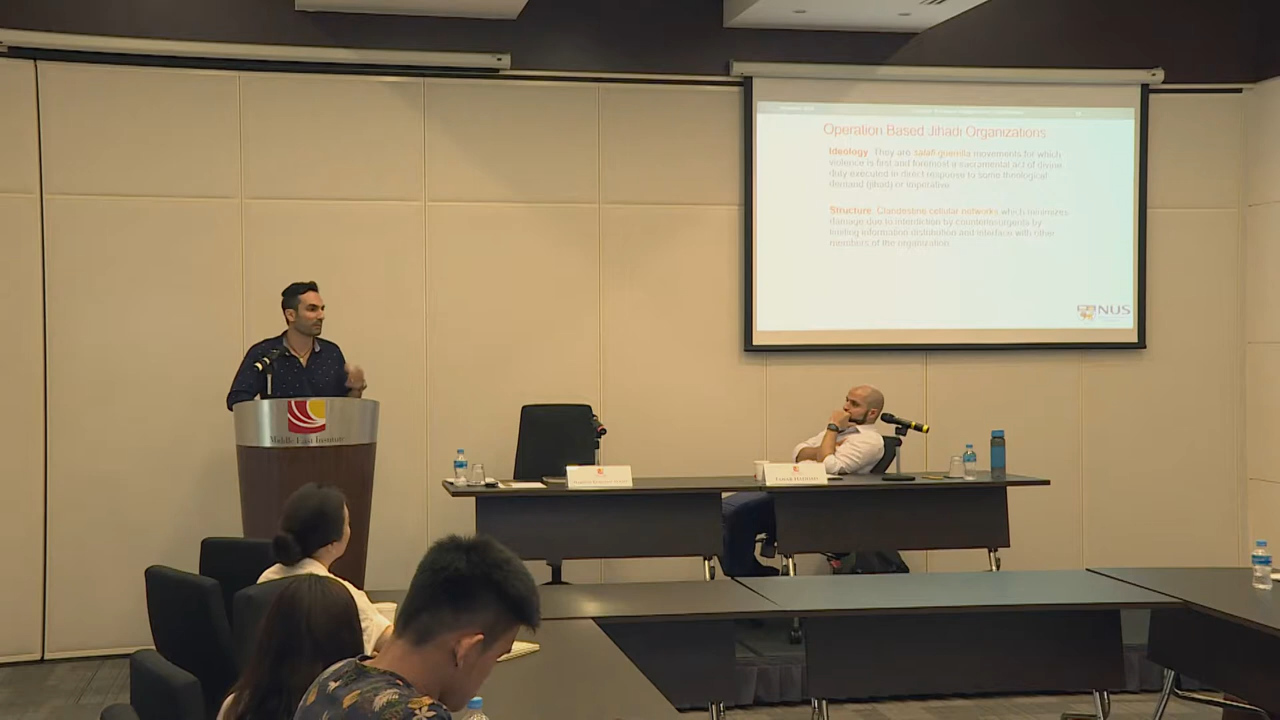 Operation Based Jihadi Organizations
Ideology: They are salafi-guerrilla movements for which
violence is first and foremost a sacramental act of divine
duty executed in direct response to some theological
demand (jihad) or imperative.
Structure: Clandestine cellular networks which minimizes
damage due to interdiction by counterinsurgents by
limiting information distribution and interface with other
members of the organization.
NUS
Middle East Institute